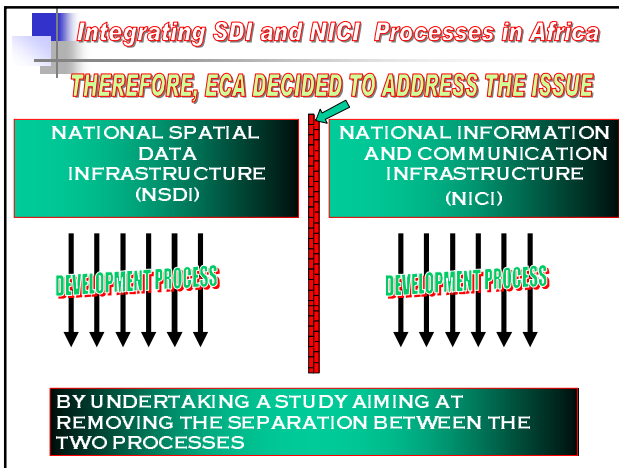 Integrating SDI and NICI Processes in Africa
THEREFORE, ECA DECIDED TO ADDRESS THE ISSUE
NATIONAL SPATIAL
DATA
INFRASTRUCTURE
(NSDI)
NATIONAL INFORMATION
AND COMMUNICATION
INFRASTRUCTURE
(NICI)
DEVELOPMENT PROCESS
DEVELOPMENT PROCESS
BY UNDERTAKING A STUDY AIMING AT
REMOVING THE SEPARATION BETWEEN THE
TWO PROCESSES